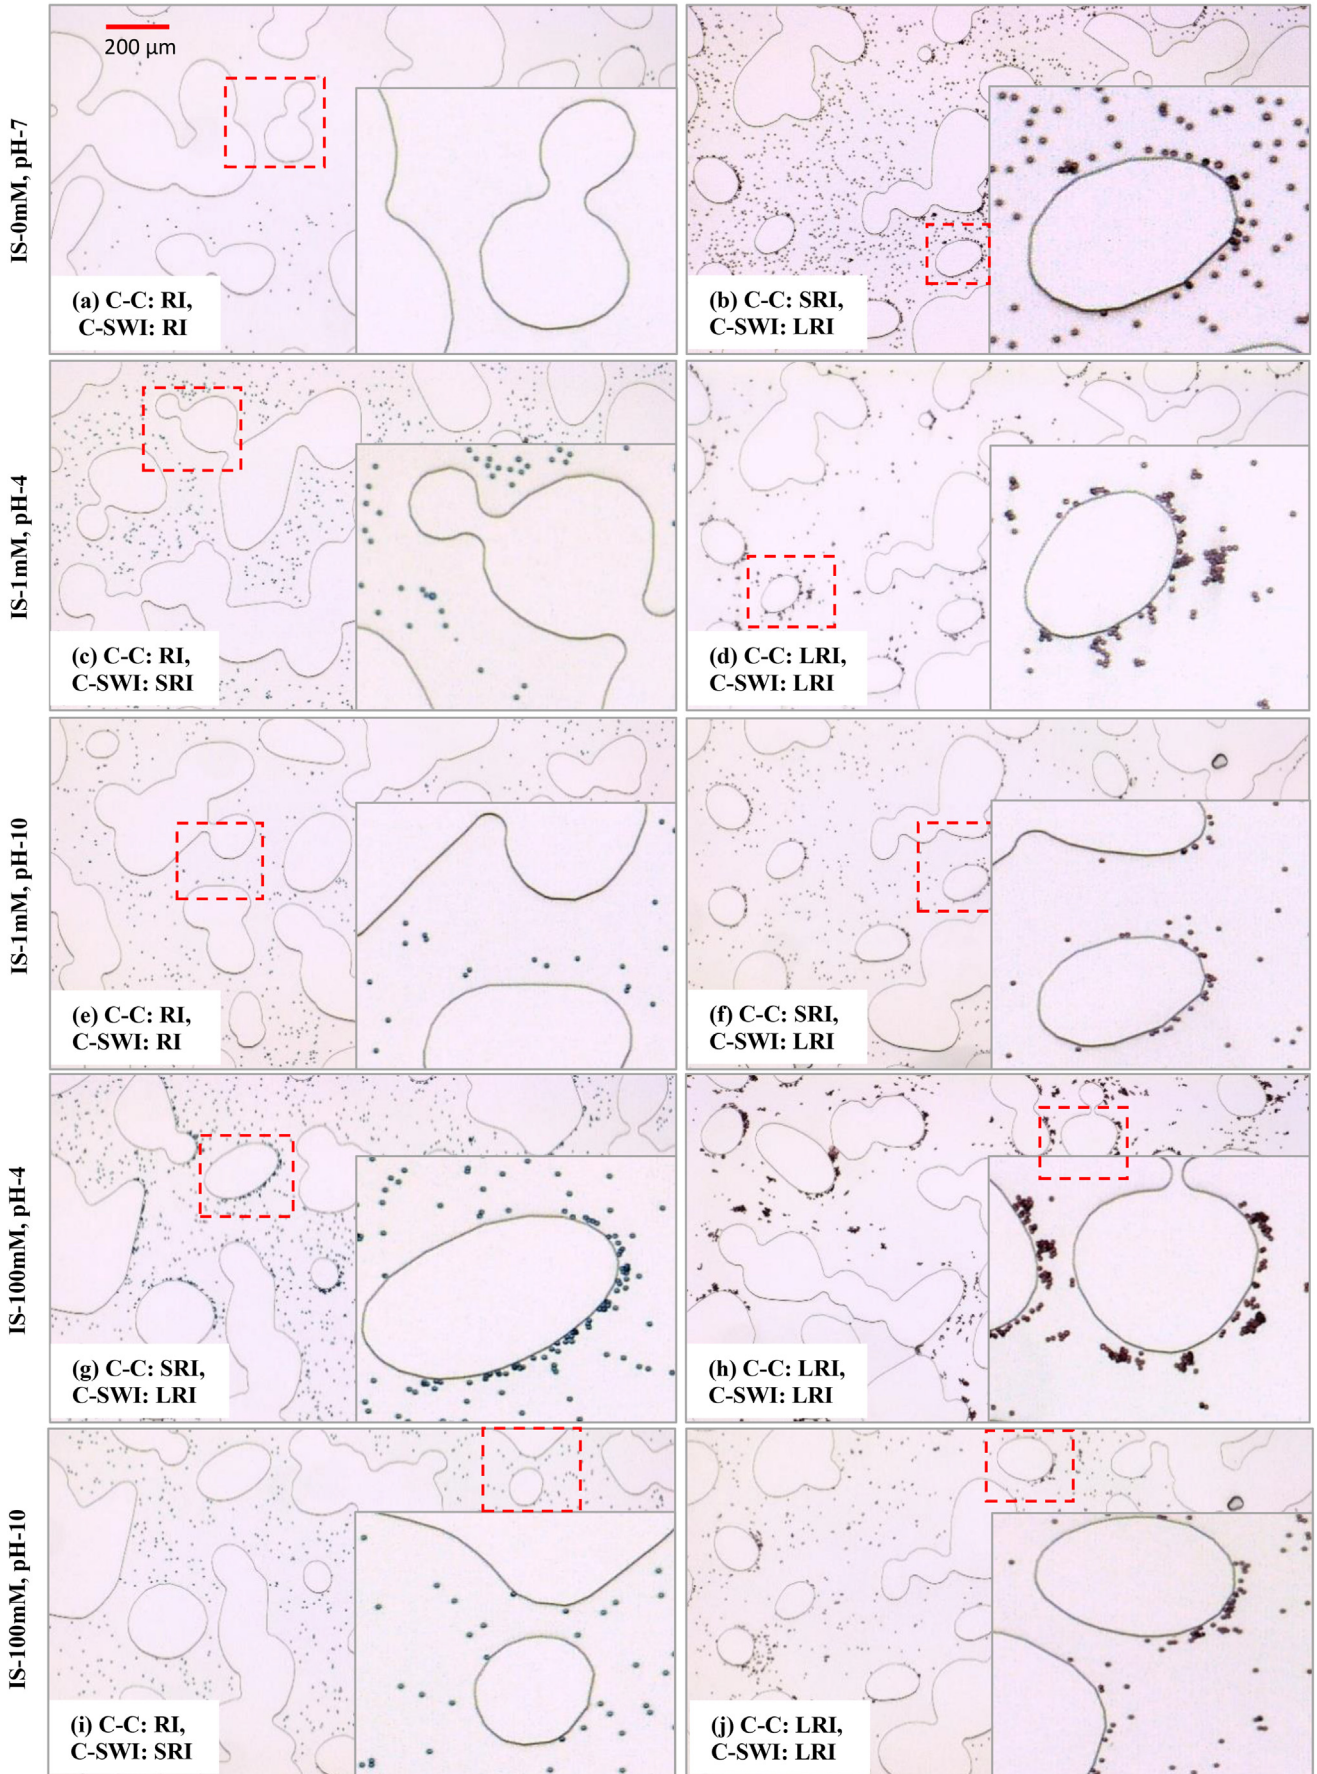 200 μm
IS-0mM, pH-7
(a) C-C: RI,
C-SWI: RI
(b) C-C: SRI,
C-SWI: LRI
IS-1mM, pH-4
(c) C-C: RI,
C-SWI: SRI
(d) C-C: LRI,
C-SWI: LRI
IS-1mM, pH-10
(e) C-C: RI,
C-SWI: RI
(f) C-C: SRI,
C-SWI: LRI
IS-100mM, pH-4
(g) C-C: SRI,
C-SWI: LRI
(h) C-C: LRI,
C-SWI: LRI
IS-100mM, pH-10
(i) C-C: RI,
C-SWI: SRI
(j) C-C: LRI,
C-SWI: LRI